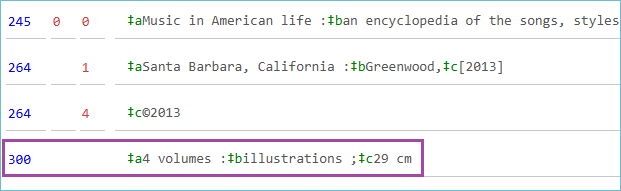 245 0 0 ‡aMusic in American life :‡ban encyclopedia of the songs, styles
264 1 ‡aSanta Barbara, California :‡bGreenwood,‡c[2013]
264 4 ‡c©2013
300 ‡a4 volumes :‡billustrations ;‡c29 cm